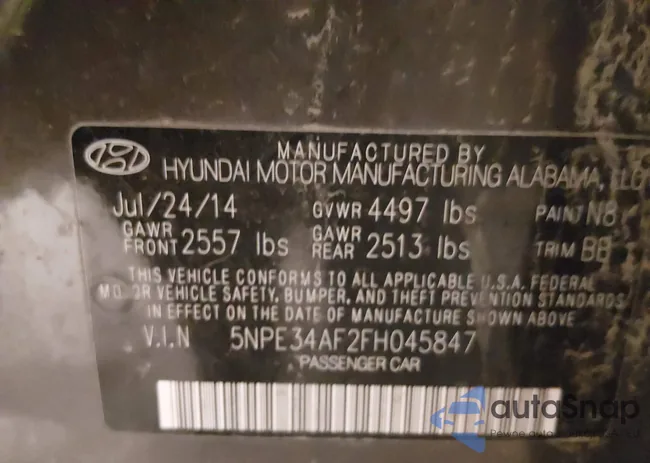 MANUFACTURED BY
HYUNDAI MOTOR MANUFACTURING ALABAMA, LLC
Jul/24/14 GVWR 4497 lbs PAINT N8
GAWR FRONT 2557 lbs GAWR REAR 2513 lbs TRIM BB
THIS VEHICLE CONFORMS TO ALL APPLICABLE U.S.A. FEDERAL
MOTOR VEHICLE SAFETY, BUMPER, AND THEFT PREVENTION STANDARDS
IN EFFECT ON THE DATE OF MANUFACTURE SHOWN ABOVE
V.I.N 5NPE34AF2FH045847
PASSENGER CAR
autoSnap
Pewne auto